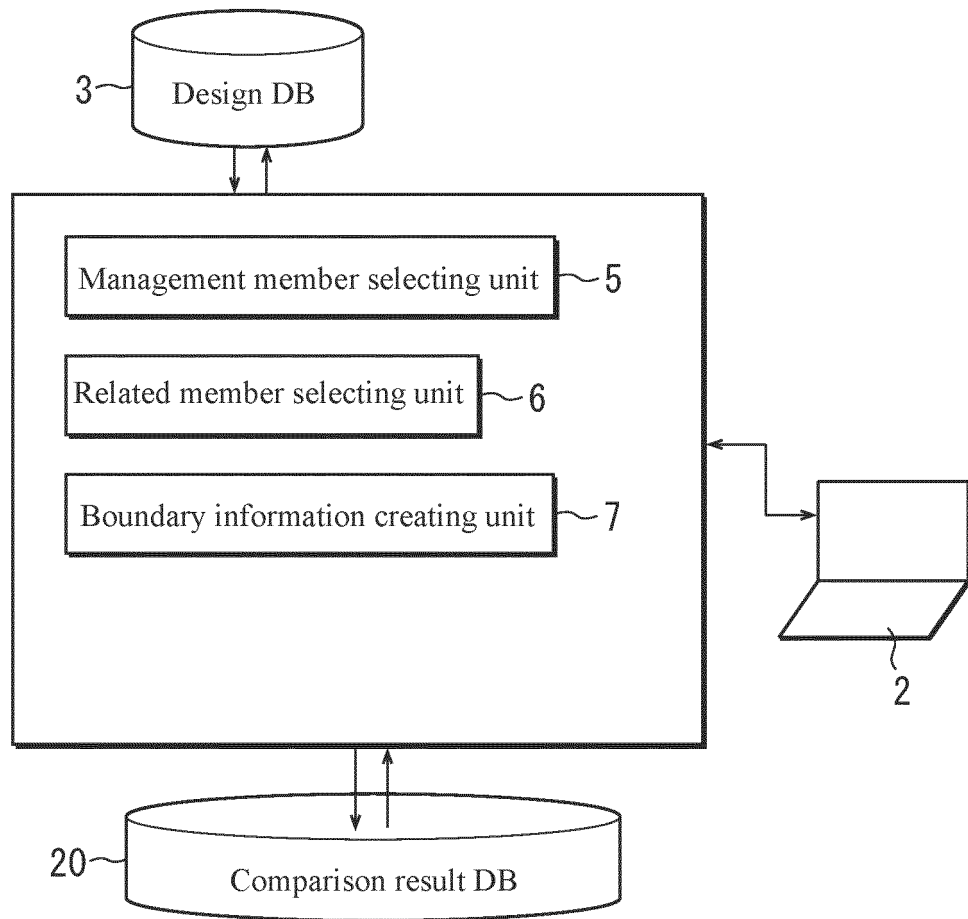 3
Design DB
Management member selecting unit
5
Related member selecting unit
6
Boundary information creating unit
7
2
20
Comparison result DB